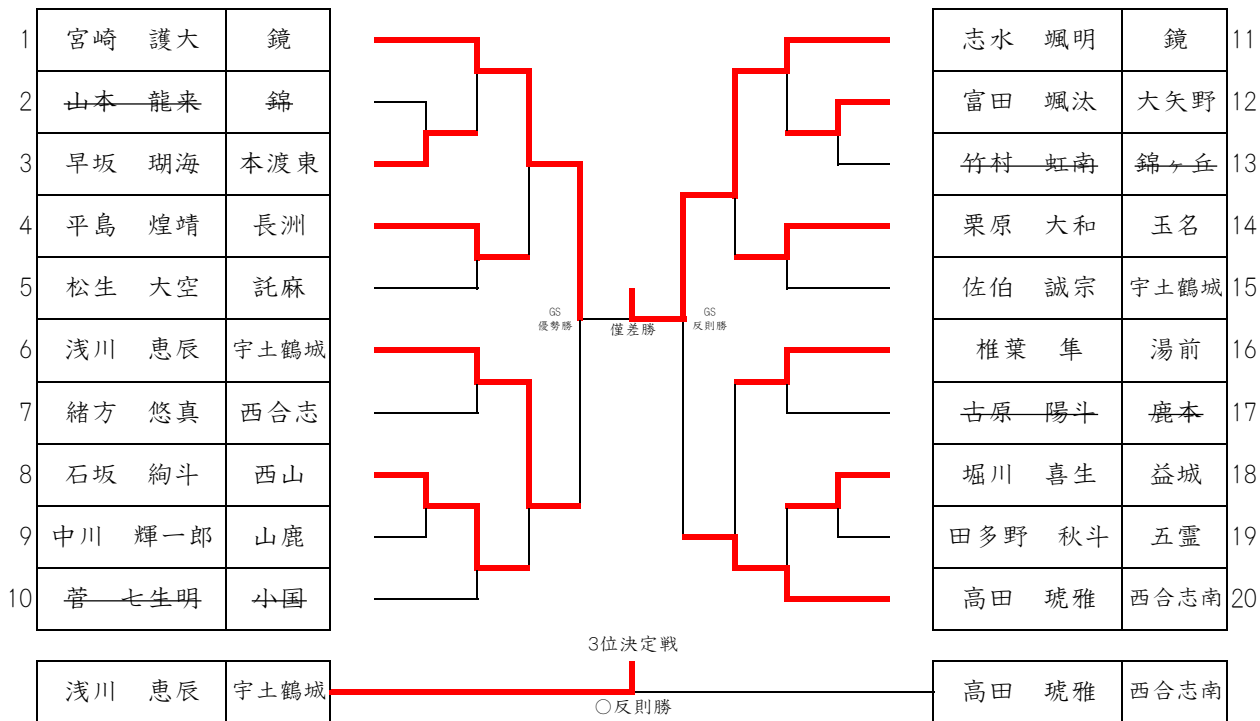 1 宮崎 護大 鏡
2 山本 龍来 錦
3 早坂 瑚海 本渡東
4 平島 煌靖 長洲
5 松生 大空 託麻
6 浅川 恵辰 宇土鶴城
7 緒方 悠真 西合志
8 石坂 絢斗 西山
9 中川 輝一郎 山鹿
10 菅 七生明 小国
GS
優勢勝
僅差勝
GS
反則勝
志水 颯明 鏡 11
富田 颯汰 大矢野 12
竹村 虹南 錦ヶ丘 13
栗原 大和 玉名 14
佐伯 誠宗 宇土鶴城 15
椎葉 隼 湯前 16
古原 陽斗 鹿本 17
堀川 喜生 益城 18
田多野 秋斗 五霊 19
高田 琥雅 西合志南 20
3位決定戦
浅川 恵辰 宇土鶴城
○反則勝
高田 琥雅 西合志南